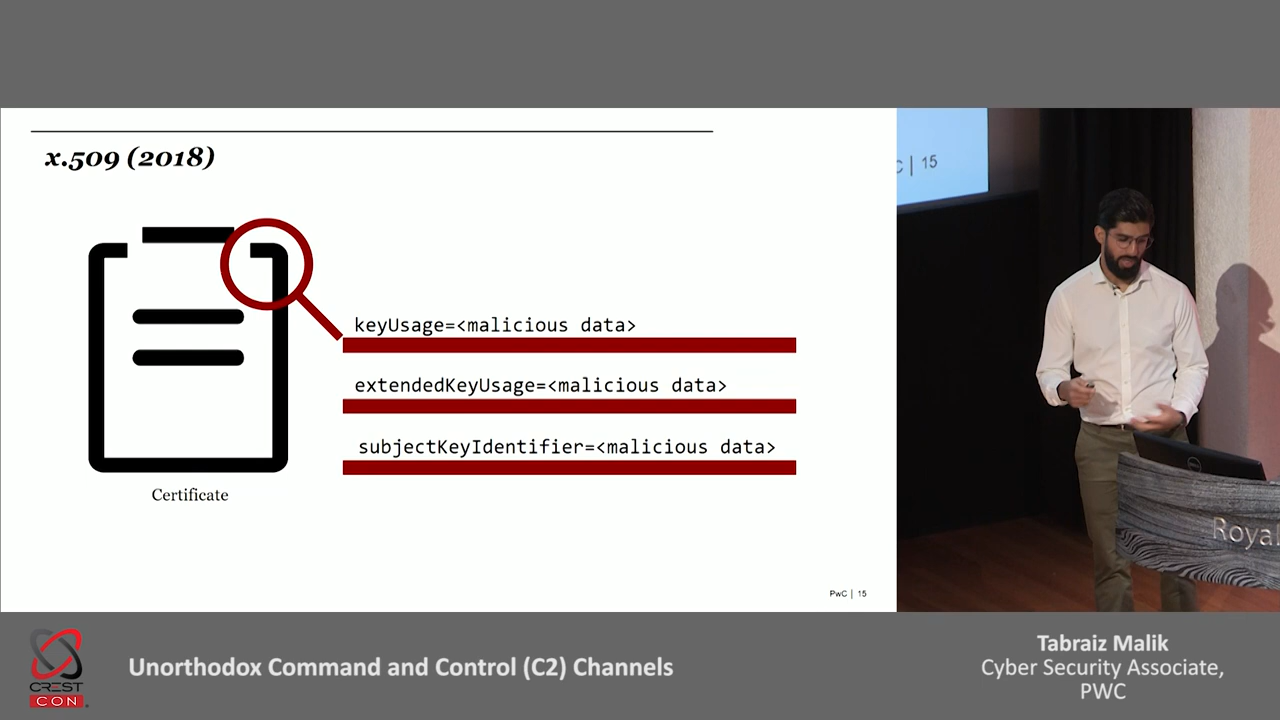 x.509 (2018)
keyUsage=<malicious data>
extendedKeyUsage=<malicious data>
subjectKeyIdentifier=<malicious data>
Certificate
PwC | 15
C | 15
Royal
CREST
CON
Unorthodox Command and Control (C2) Channels
Tabraiz Malik
Cyber Security Associate,
PWC